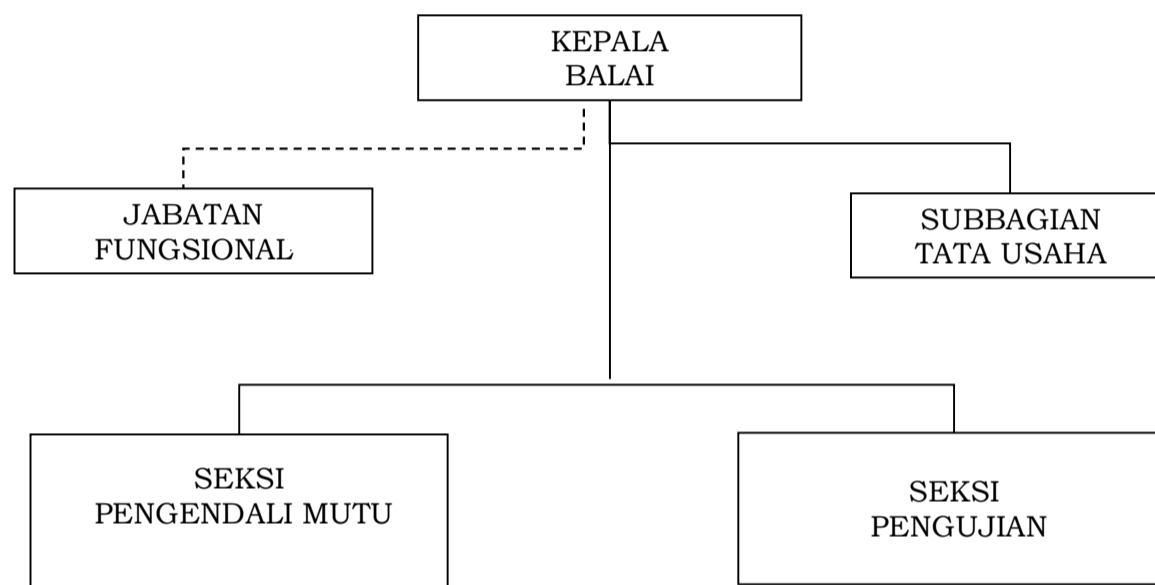 KEPALA
BALAI
JABATAN
FUNGSIONAL
SUBBAGIAN
TATA USAHA
SEKSI
PENGENDALI MUTU
SEKSI
PENGUJIAN